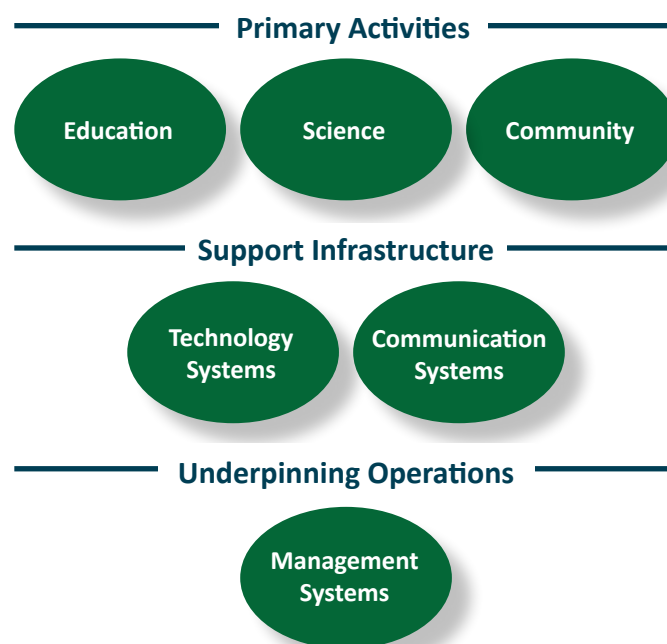 Primary Activities
Education
Science
Community
Support Infrastructure
Technology
Systems
Communication
Systems
Underpinning Operations
Management
Systems